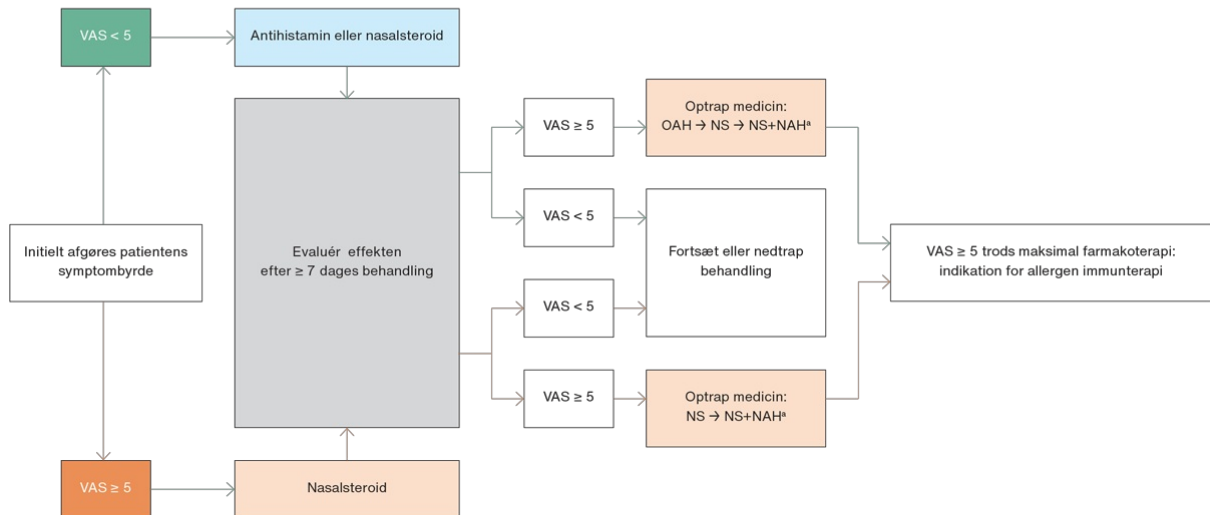 VAS < 5
Antihistamin eller nasalsteroid
Initielt afgøres patientens
symptombyrde
Evaluér effekten
efter ≥ 7 dages behandling
VAS ≥ 5
Optrap medicin:
OAH → NS → NS+NAHᵃ
VAS < 5
Fortsæt eller nedtrap
behandling
VAS < 5
VAS ≥ 5
Optrap medicin:
NS → NS+NAHᵃ
VAS ≥ 5 trods maksimal farmakoterapi:
indikation for allergen immunterapi
VAS ≥ 5
Nasalsteroid